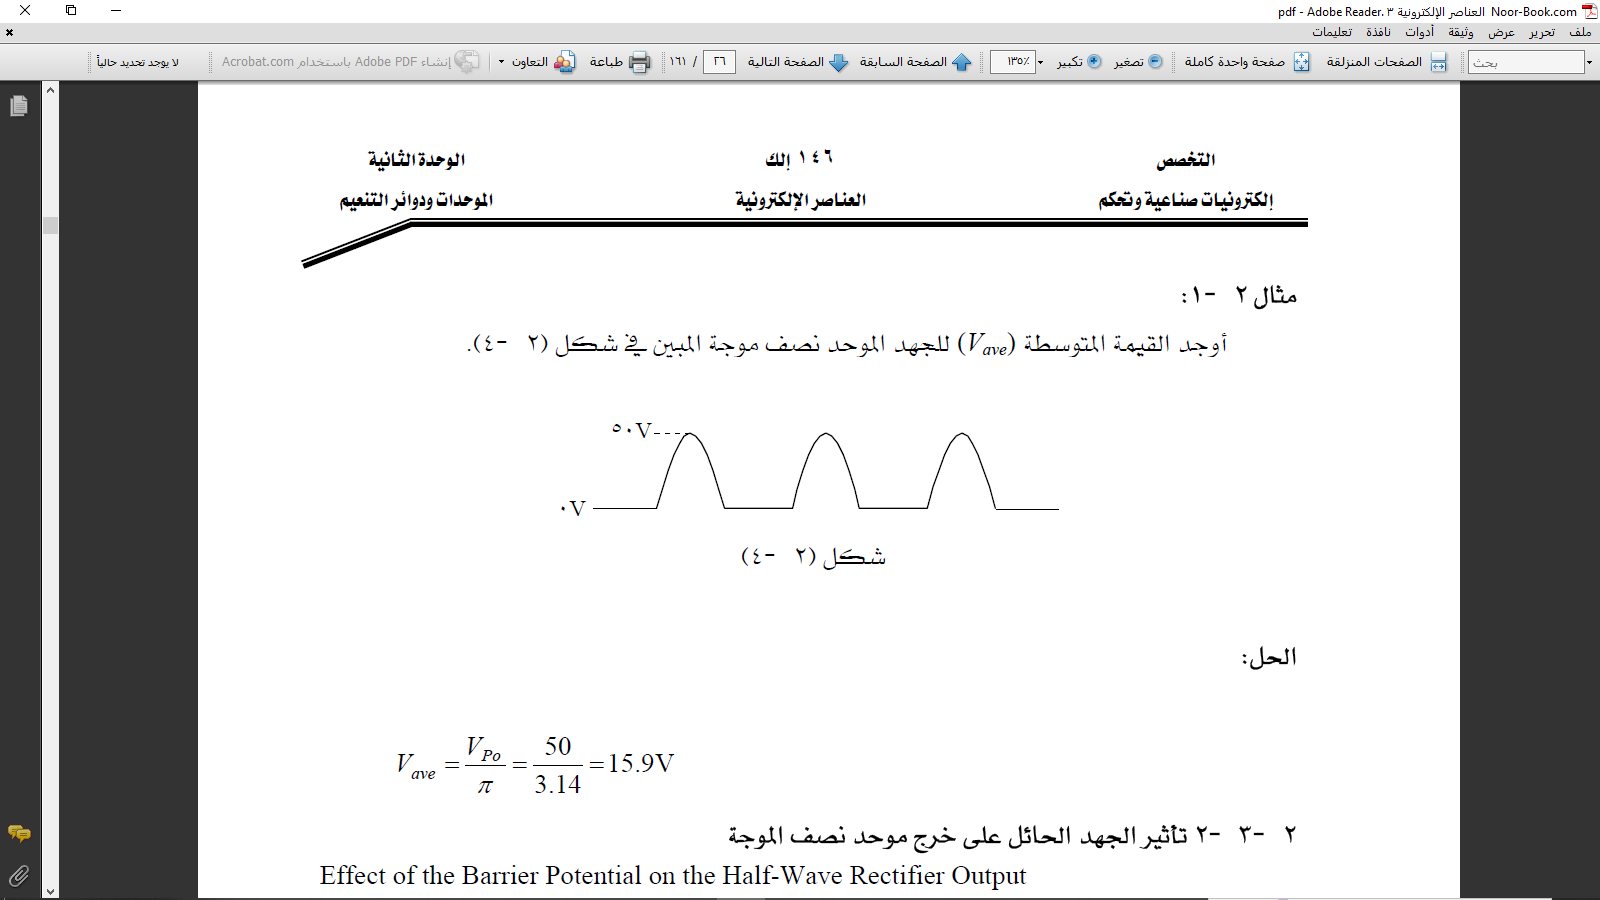 Noor-Book.com العناصر الإلكترونية ٣ .pdf - Adobe Reader
ملف تحرير عرض وثيقة أدوات نافذة تعليمات
بحث الصفحات المنزلقة صفحة واحدة كاملة تصغير تكبير ١٣٥٪ الصفحة السابقة الصفحة التالية ٢٦ / ١٦١ طباعة التعاون إنشاء Adobe PDF باستخدام Acrobat.com لا يوجد تحديد حالياً
التخصص ١٤٦ إلك الوحدة الثانية
إلكترونيات صناعية وتحكم العناصر الإلكترونية الموحدات ودوائر التنعيم
مثال ٢ -١:
أوجد القيمة المتوسطة (Vave) للجهد الموحد نصف موجة المبين في شكل (٢ -٤).
٥٠V
٠V
شكل (٢ -٤)
الحل:
Vave = VPo / π = 50 / 3.14 = 15.9V
٢ -٣ -٢ تأثير الجهد الحائل على خرج موحد نصف الموجة
Effect of the Barrier Potential on the Half-Wave Rectifier Output